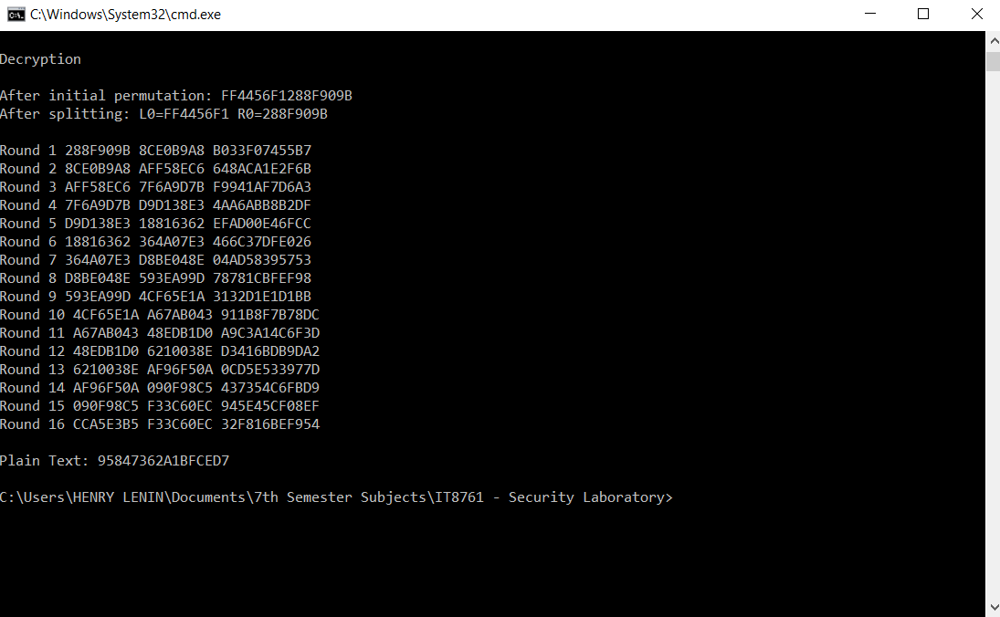 C:\Windows\System32\cmd.exe
Decryption
After initial permutation: FF4456F1288F909B
After splitting: L0=FF4456F1 R0=288F909B
Round 1 288F909B 8CE0B9A8 B033F07455B7
Round 2 8CE0B9A8 AFF58EC6 648ACA1E2F6B
Round 3 AFF58EC6 7F6A9D7B F9941AF7D6A3
Round 4 7F6A9D7B D9D138E3 4AA6ABB8B2DF
Round 5 D9D138E3 18816362 EFAD00E46FCC
Round 6 18816362 364A07E3 466C37DFE026
Round 7 364A07E3 D8BE048E 04AD58395753
Round 8 D8BE048E 593EA99D 78781CBFEF98
Round 9 593EA99D 4CF65E1A 3132D1E1D1BB
Round 10 4CF65E1A A67AB043 911B8F7B78DC
Round 11 A67AB043 48EDB1D0 A9C3A14C6F3D
Round 12 48EDB1D0 6210038E D3416BDB9DA2
Round 13 6210038E AF96F50A 0CD5E533977D
Round 14 AF96F50A 090F98C5 437354C6FBD9
Round 15 090F98C5 F33C60EC 945E45CF08EF
Round 16 CCA5E3B5 F33C60EC 32F816BEF954
Plain Text: 95847362A1BFCED7
C:\Users\HENRY LENIN\Documents\7th Semester Subjects\IT8761 - Security Laboratory>